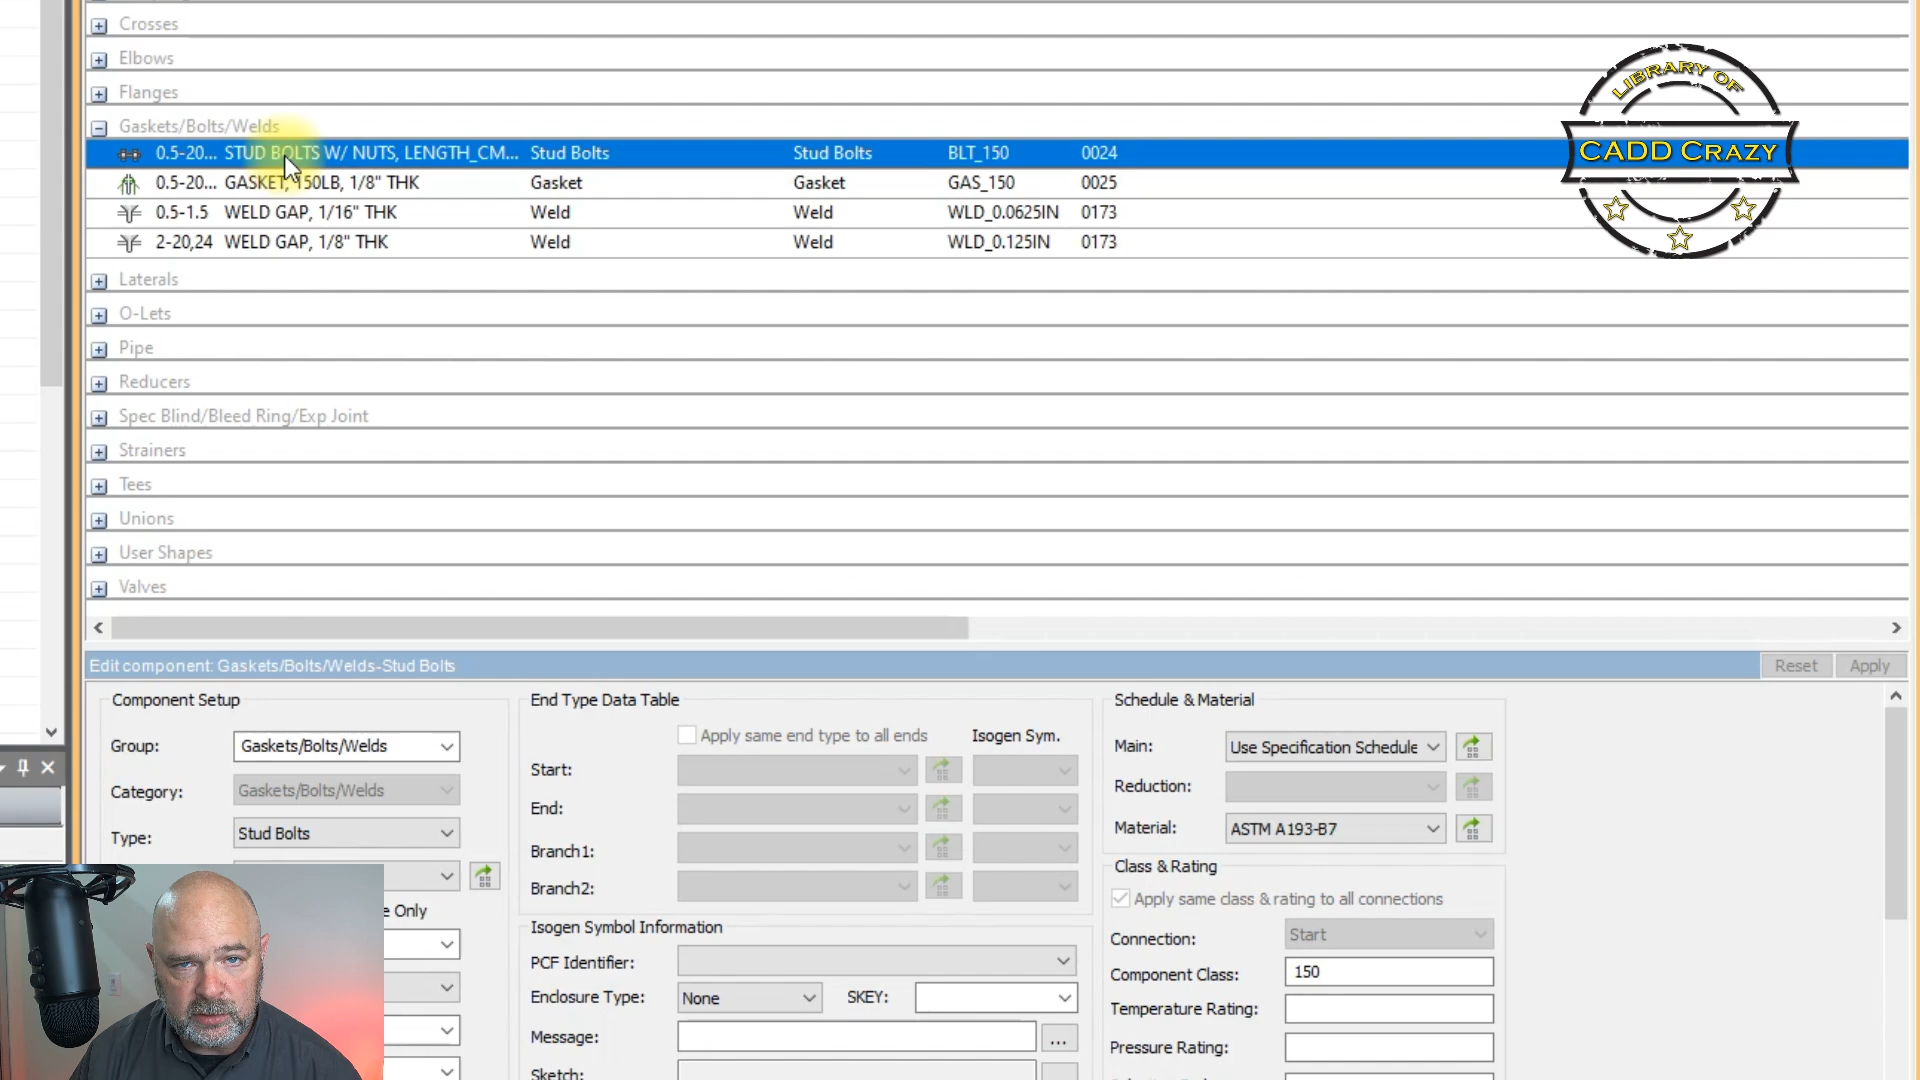 Crosses
Elbows
Flanges
Gaskets/Bolts/Welds
0.5-20... STUD BOLTS W/ NUTS, LENGTH_CM... Stud Bolts Stud Bolts BLT_150 0024
0.5-20... GASKET, 150LB, 1/8" THK Gasket Gasket GAS_150 0025
0.5-1.5 WELD GAP, 1/16" THK Weld Weld WLD_0.0625IN 0173
2-20,24 WELD GAP, 1/8" THK Weld Weld WLD_0.125IN 0173
Laterals
O-Lets
Pipe
Reducers
Spec Blind/Bleed Ring/Exp Joint
Strainers
Tees
Unions
User Shapes
Valves
LIBRARY OF
CADD CRAZY
Edit component: Gaskets/Bolts/Welds-Stud Bolts Reset Apply
Component Setup
Group: Gaskets/Bolts/Welds
Category: Gaskets/Bolts/Welds
Type: Stud Bolts
e Only
End Type Data Table
Apply same end type to all ends Isogen Sym.
Start:
End:
Branch1:
Branch2:
Isogen Symbol Information
PCF Identifier:
Enclosure Type: None SKEY:
Message: ...
Sketch:
Schedule & Material
Main: Use Specification Schedule
Reduction:
Material: ASTM A193-B7
Class & Rating
Apply same class & rating to all connections
Connection: Start
Component Class: 150
Temperature Rating:
Pressure Rating: